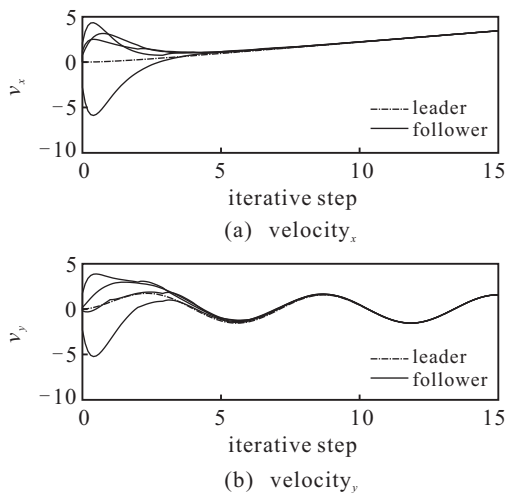 5
0
−5
−10
v_x
leader
follower
0 5 10 15
iterative step
(a) velocity_x
5
0
−5
−10
v_y
leader
follower
0 5 10 15
iterative step
(b) velocity_y